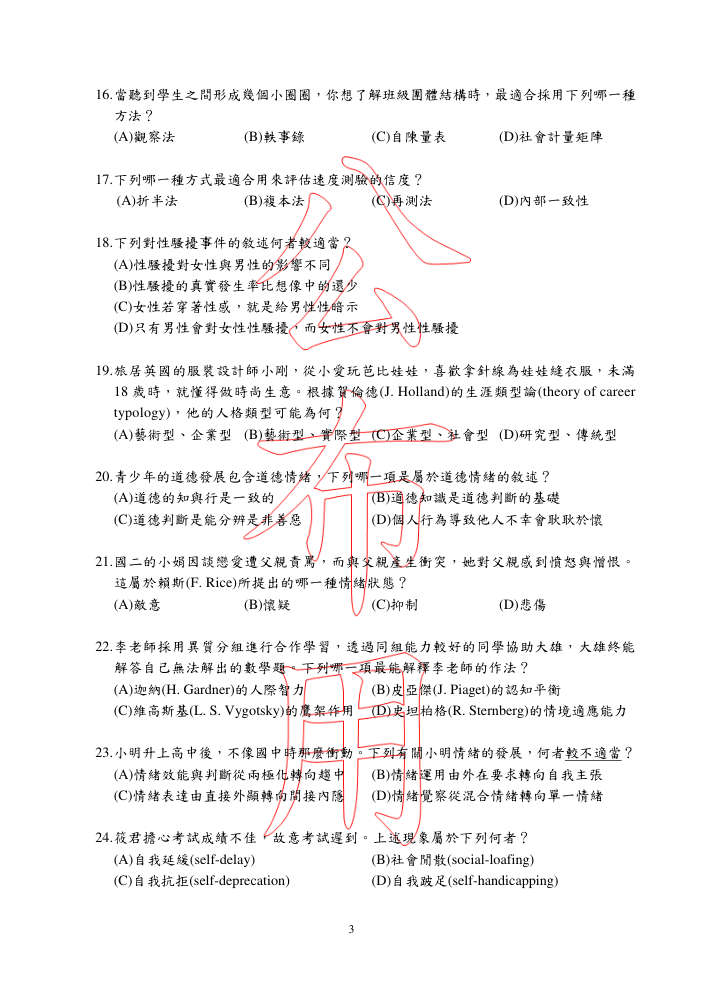 16.當聽到學生之間形成幾個小圈圈，你想了解班級團體結構時，最適合採用下列哪一種
方法？
(A)觀察法 (B)軼事錄 (C)自陳量表 (D)社會計量矩陣
17.下列哪一種方式最適合用來評估速度測驗的信度？
(A)折半法 (B)複本法 (C)再測法 (D)內部一致性
18.下列對性騷擾事件的敘述何者較適當？
(A)性騷擾對女性與男性的影響不同
(B)性騷擾的真實發生率比想像中的還少
(C)女性若穿著性感，就是給男性性暗示
(D)只有男性會對女性性騷擾，而女性不會對男性性騷擾
19.旅居英國的服裝設計師小剛，從小愛玩芭比娃娃，喜歡拿針線為娃娃縫衣服，未滿
18 歲時，就懂得做時尚生意。根據賀倫德(J. Holland)的生涯類型論(theory of career
typology)，他的人格類型可能為何？
(A)藝術型、企業型 (B)藝術型、實際型 (C)企業型、社會型 (D)研究型、傳統型
20.青少年的道德發展包含道德情緒，下列哪一項是屬於道德情緒的敘述？
(A)道德的知與行是一致的 (B)道德知識是道德判斷的基礎
(C)道德判斷是能分辨是非善惡 (D)個人行為導致他人不幸會耿耿於懷
21.國二的小娟因談戀愛遭父親責罵，而與父親產生衝突，她對父親感到憤怒與憎恨。
這屬於賴斯(F. Rice)所提出的哪一種情緒狀態？
(A)敵意 (B)懷疑 (C)抑制 (D)悲傷
22.李老師採用異質分組進行合作學習，透過同組能力較好的同學協助大雄，大雄終能
解答自己無法解出的數學題。下列哪一項最能解釋李老師的作法？
(A)迦納(H. Gardner)的人際智力 (B)皮亞傑(J. Piaget)的認知平衡
(C)維高斯基(L. S. Vygotsky)的鷹架作用 (D)史坦柏格(R. Sternberg)的情境適應能力
23.小明升上高中後，不像國中時那麼衝動。下列有關小明情緒的發展，何者較不適當？
(A)情緒效能與判斷從兩極化轉向趨中 (B)情緒運用由外在要求轉向自我主張
(C)情緒表達由直接外顯轉向間接內隱 (D)情緒覺察從混合情緒轉向單一情緒
24.筱君擔心考試成績不佳，故意考試遲到。上述現象屬於下列何者？
(A)自我延緩(self-delay) (B)社會閒散(social-loafing)
(C)自我抗拒(self-deprecation) (D)自我跛足(self-handicapping)
3
公布用